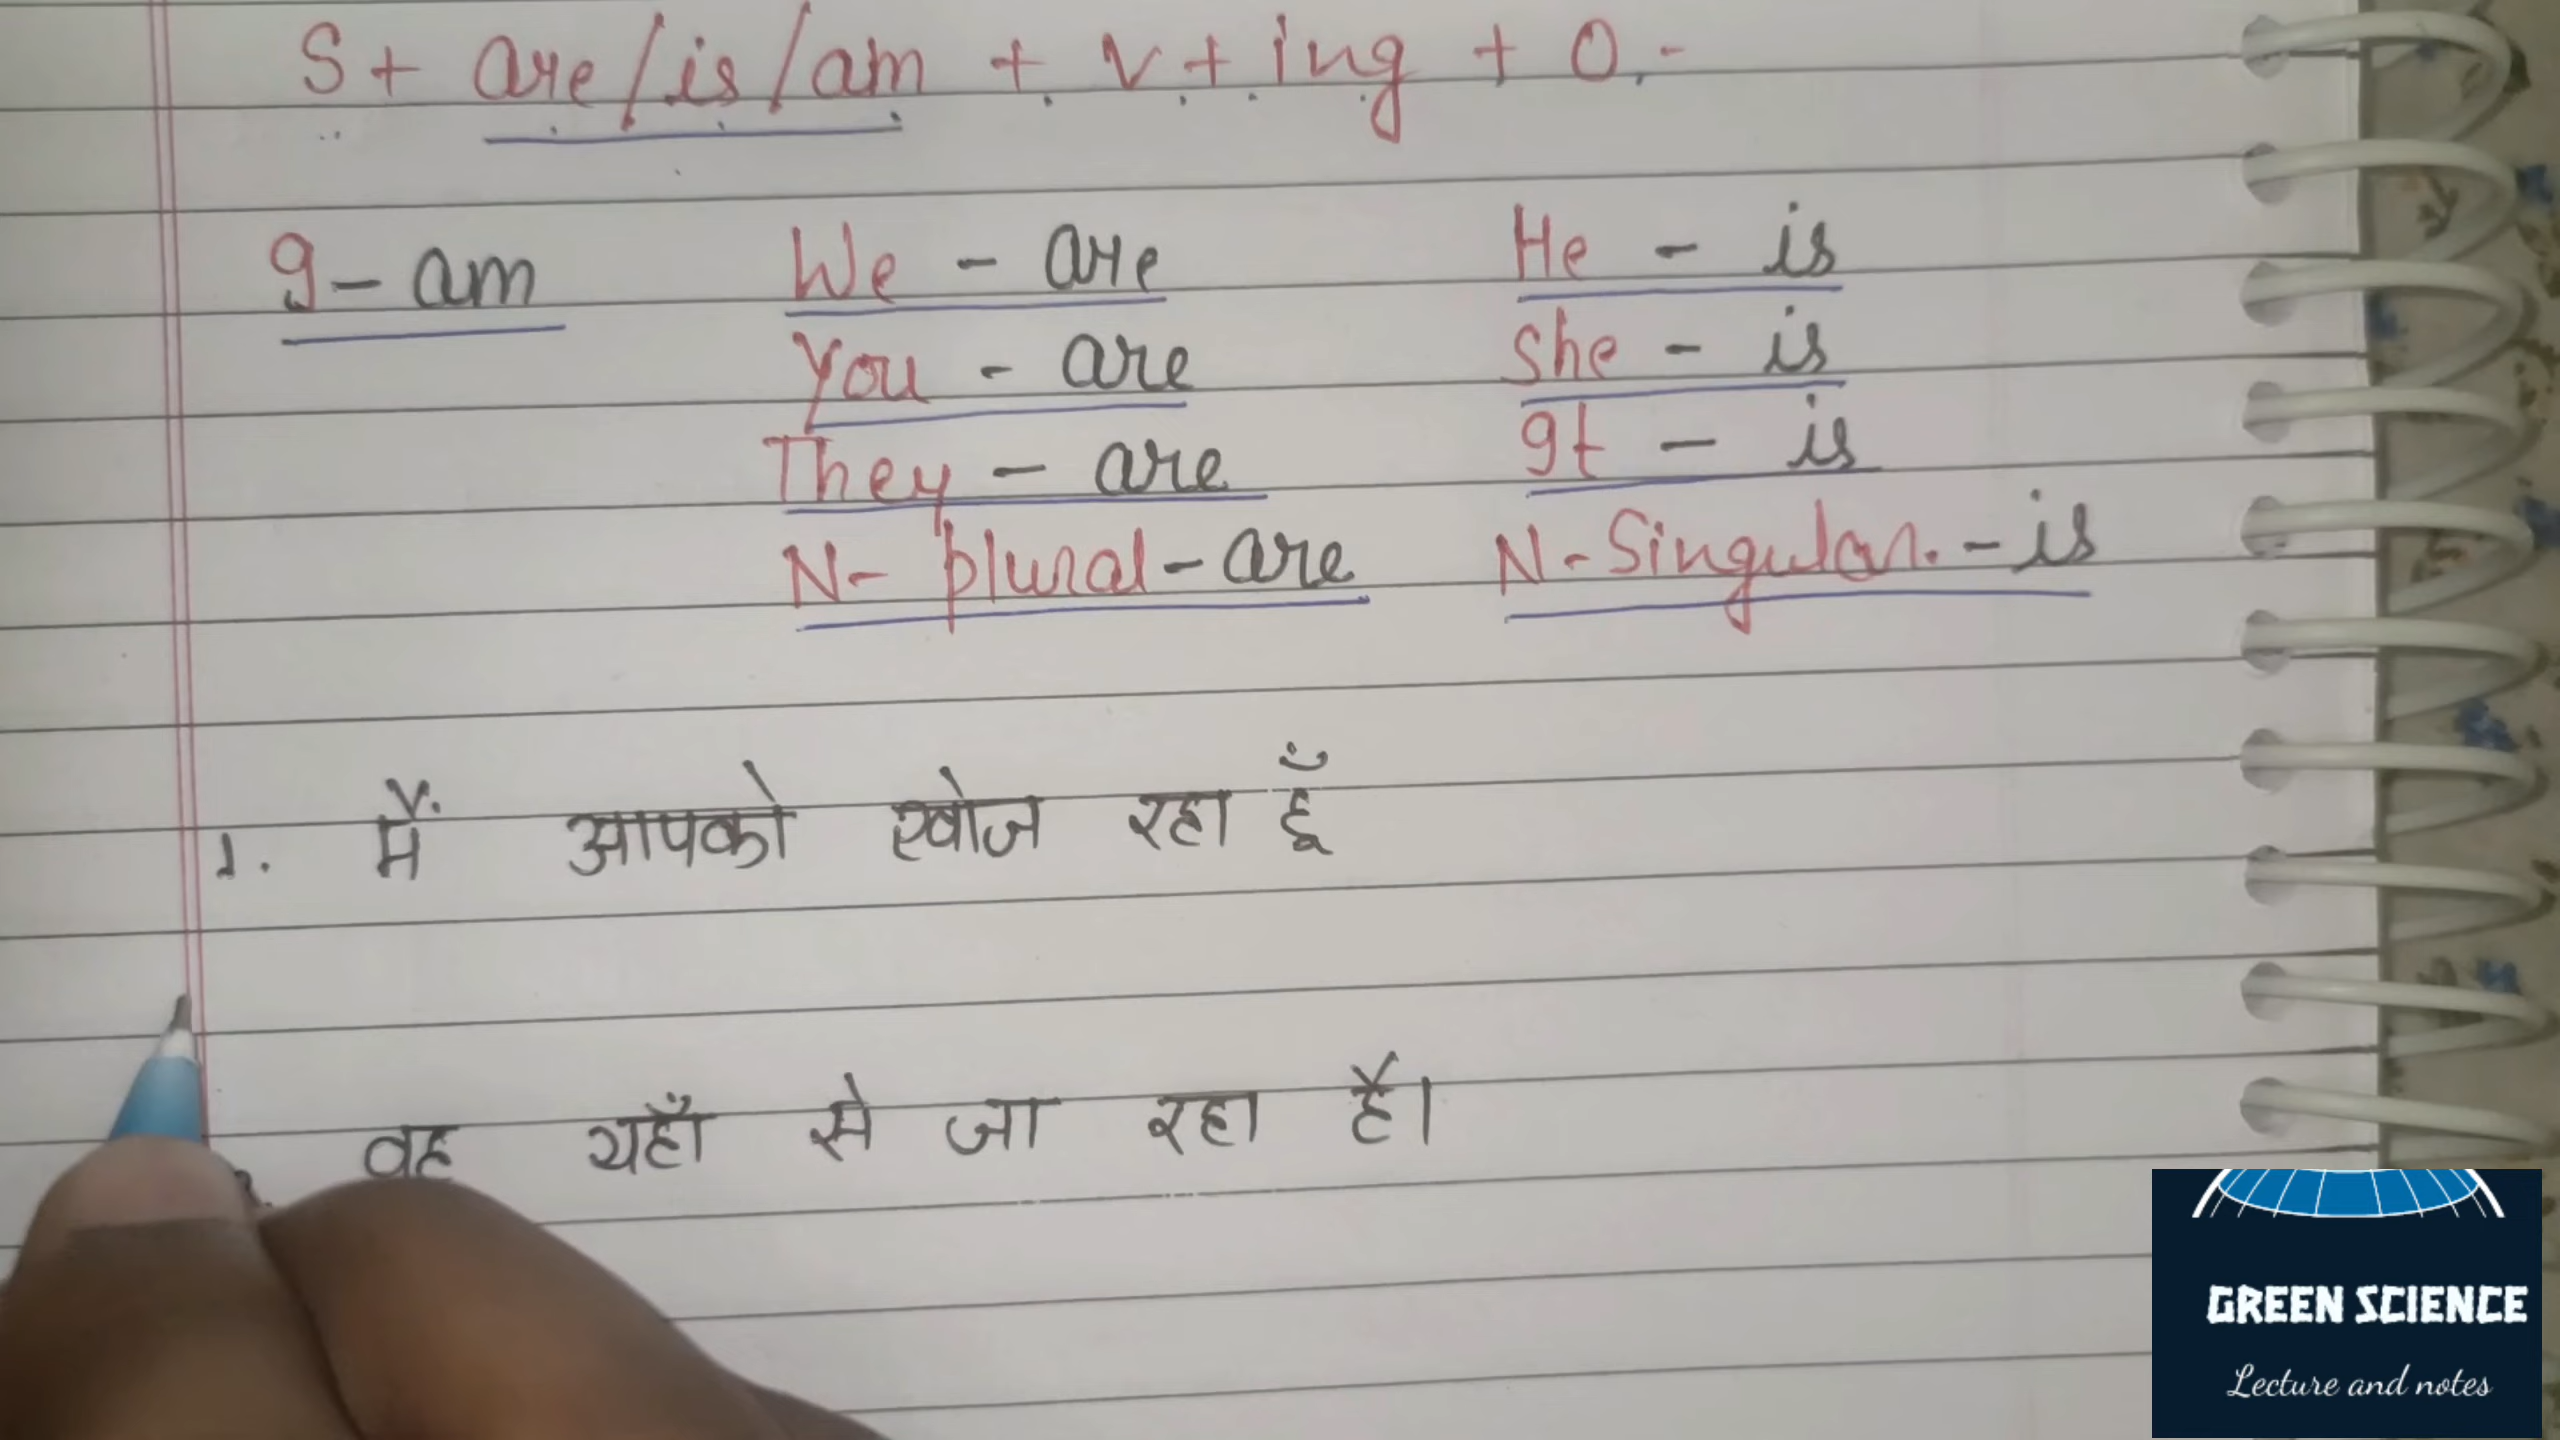 S + are/is/am + V + ing + O.-
I - am We - are He - is
You - are She - is
They - are It - is
N- plural - are N - Singular. - is
1. मैं आपको खोज रहा हूँ
वह यहाँ से जा रहा है।
GREEN SCIENCE
Lecture and notes